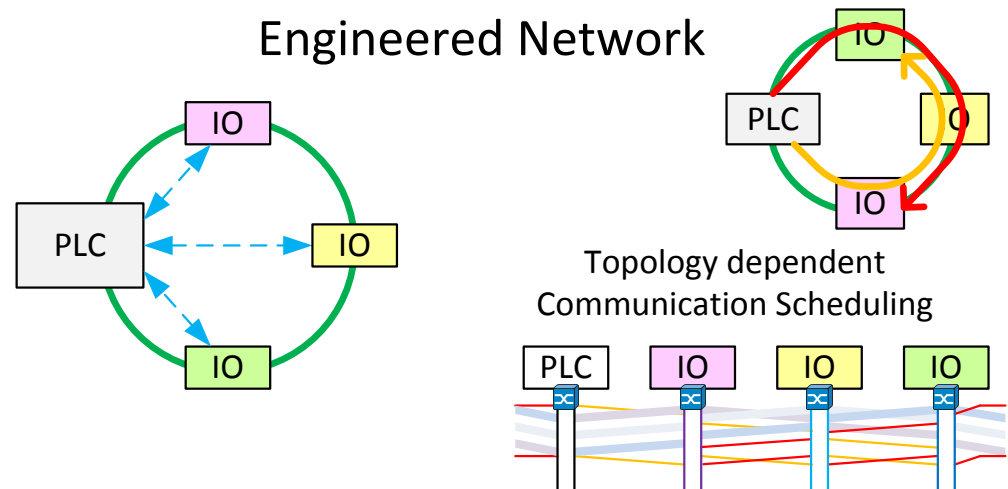 Engineered Network
IO
PLC
IO
IO
IO
PLC
IO
IO
Topology dependent
Communication Scheduling
PLC
IO
IO
IO